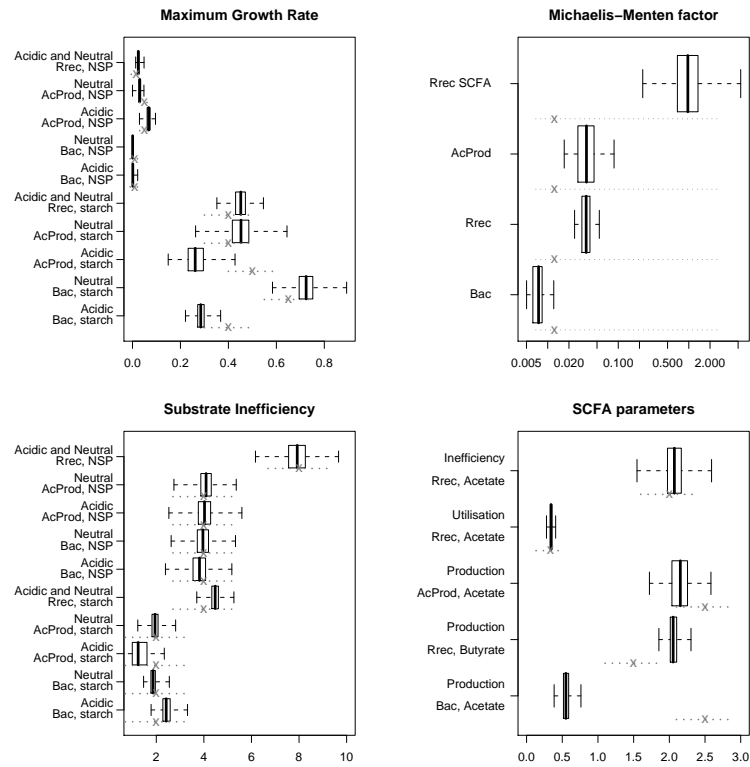 Maximum Growth Rate
Acidic and Neutral
Rrec, NSP
Neutral
AcProd, NSP
Acidic
AcProd, NSP
Neutral
Bac, NSP
Acidic
Bac, NSP
Acidic and Neutral
Rrec, starch
Neutral
AcProd, starch
Acidic
AcProd, starch
Neutral
Bac, starch
Acidic
Bac, starch
0.0 0.2 0.4 0.6 0.8
Michaelis−Menten factor
Rrec SCFA
AcProd
Rrec
Bac
0.005 0.020 0.100 0.500 2.000
Substrate Inefficiency
Acidic and Neutral
Rrec, NSP
Neutral
AcProd, NSP
Acidic
AcProd, NSP
Neutral
Bac, NSP
Acidic
Bac, NSP
Acidic and Neutral
Rrec, starch
Neutral
AcProd, starch
Acidic
AcProd, starch
Neutral
Bac, starch
Acidic
Bac, starch
2 4 6 8 10
SCFA parameters
Inefficiency
Rrec, Acetate
Utilisation
Rrec, Acetate
Production
AcProd, Acetate
Production
Rrec, Butyrate
Production
Bac, Acetate
0.0 0.5 1.0 1.5 2.0 2.5 3.0